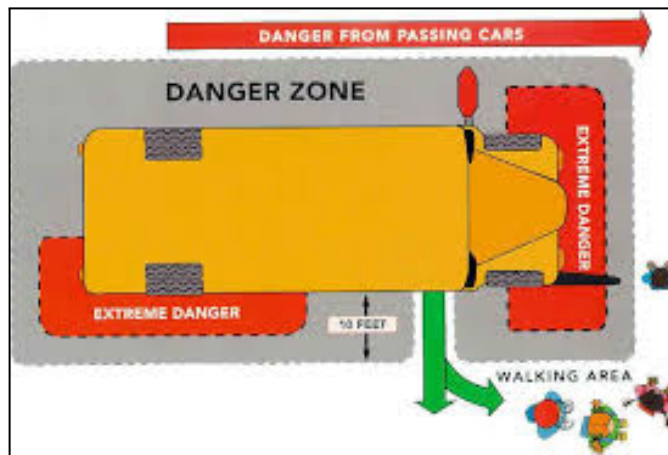 DANGER FROM PASSING CARS
DANGER ZONE
EXTREME DANGER
EXTREME DANGER
10 FEET
WALKING AREA